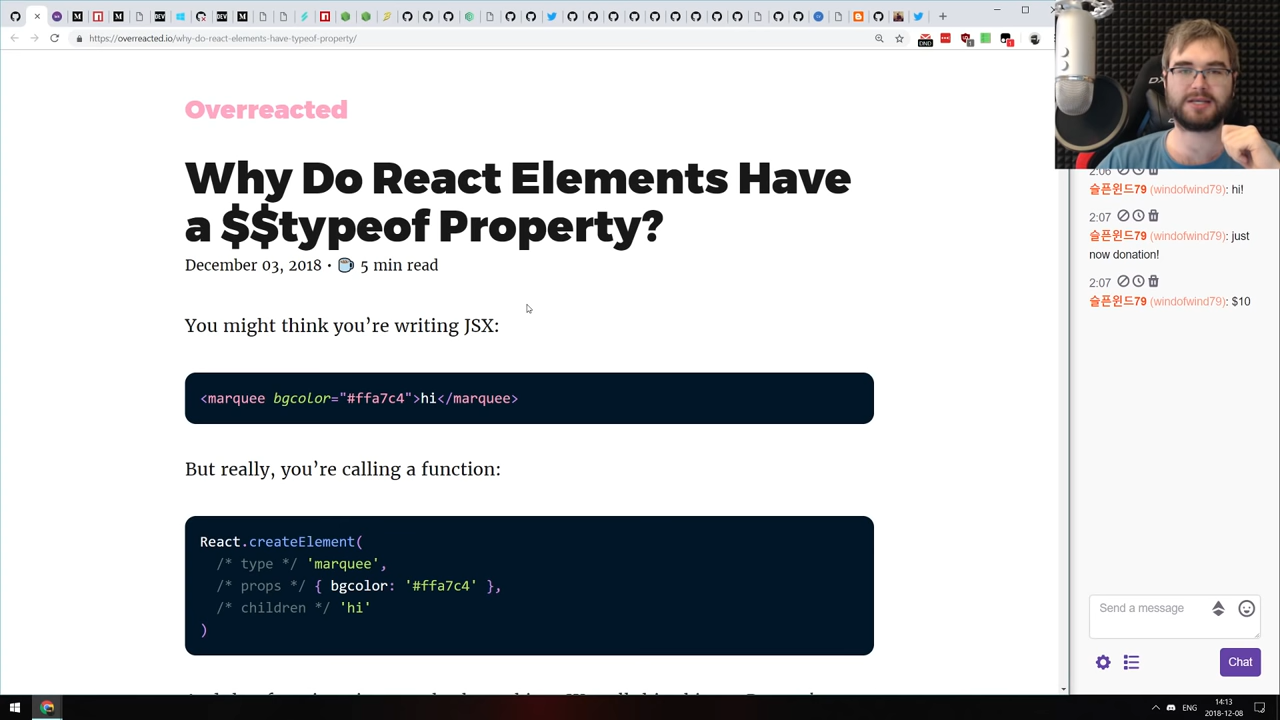 https://overreacted.io/why-do-react-elements-have-typeof-property/
Overreacted
Why Do React Elements Have
a $$typeof Property?
December 03, 2018 • 5 min read
You might think you’re writing JSX:
<marquee bgcolor="#ffa7c4">hi</marquee>
But really, you’re calling a function:
React.createElement(
/* type */ 'marquee',
/* props */ { bgcolor: '#ffa7c4' },
/* children */ 'hi'
)
2:06
슬픈윈드79 (windofwind79): hi!
2:07
슬픈윈드79 (windofwind79): just
now donation!
2:07
슬픈윈드79 (windofwind79): $10
Send a message
Chat
ENG
14:13
2018-12-08